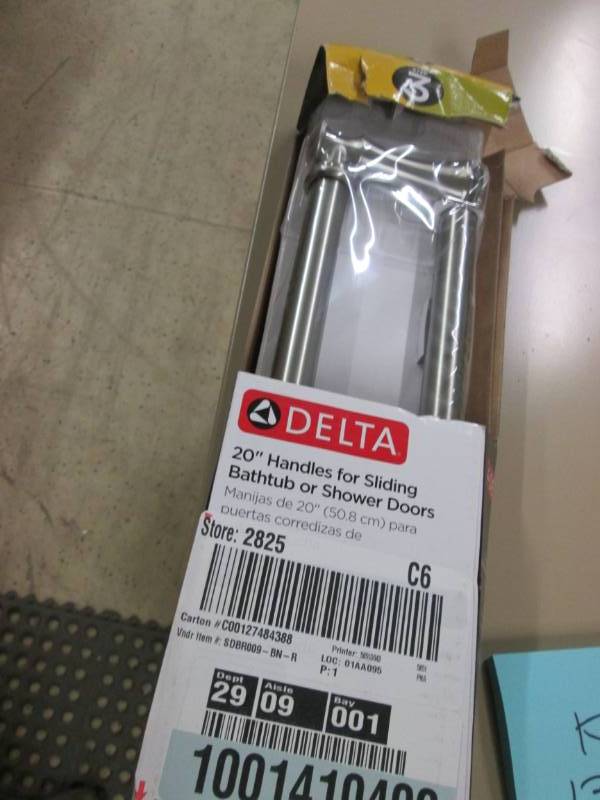 DELTA
20" Handles for Sliding
Bathtub or Shower Doors
Manijas de 20" (50.8 cm) para
puertas corredizas de
Store: 2825
C6
Carton # C00127484388
Vndr Item #: SDBR009-BN-R
Printer:
LOC: 01AA095
P: 1
Dept Aisle Bay
29 09 001